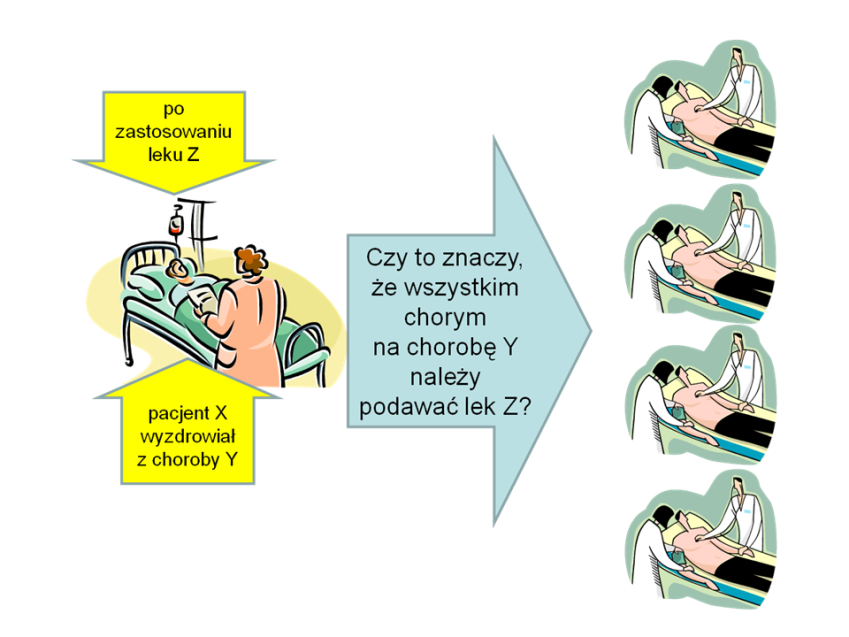 po
zastosowaniu
leku Z
pacjent X
wyzdrowiał
z choroby Y
Czy to znaczy,
że wszystkim
chorym
na chorobę Y
należy
podawać lek Z?